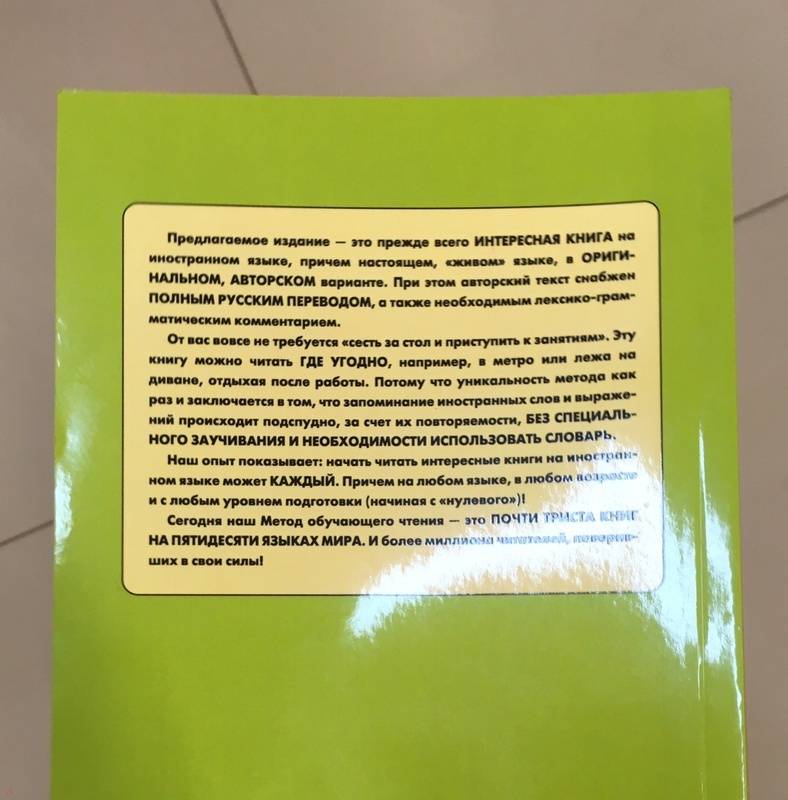 Предлагаемое издание — это прежде всего ИНТЕРЕСНАЯ КНИГА на
иностранном языке, причем настоящем, «живом» языке, в ОРИГИ-
НАЛЬНОМ, АВТОРСКОМ варианте. При этом авторский текст снабжен
ПОЛНЫМ РУССКИМ ПЕРЕВОДОМ, а также необходимым лексико-грам-
матическим комментарием.
От вас вовсе не требуется «сесть за стол и приступить к занятиям». Эту
книгу можно читать ГДЕ УГОДНО, например, в метро или лежа на
диване, отдыхая после работы. Потому что уникальность метода как
раз и заключается в том, что запоминание иностранных слов и выраже-
ний происходит подспудно, за счет их повторяемости, БЕЗ СПЕЦИАЛЬ-
НОГО ЗАУЧИВАНИЯ И НЕОБХОДИМОСТИ ИСПОЛЬЗОВАТЬ СЛОВАРЬ.
Наш опыт показывает: начать читать интересные книги на иностран-
ном языке может КАЖДЫЙ. Причем на любом языке, в любом возрасте
и с любым уровнем подготовки (начиная с «нулевого»)!
Сегодня наш Метод обучающего чтения — это ПОЧТИ ТРИСТА КНИГ
НА ПЯТИДЕСЯТИ ЯЗЫКАХ МИРА. И более миллиона читателей, поверив-
ших в свои силы!